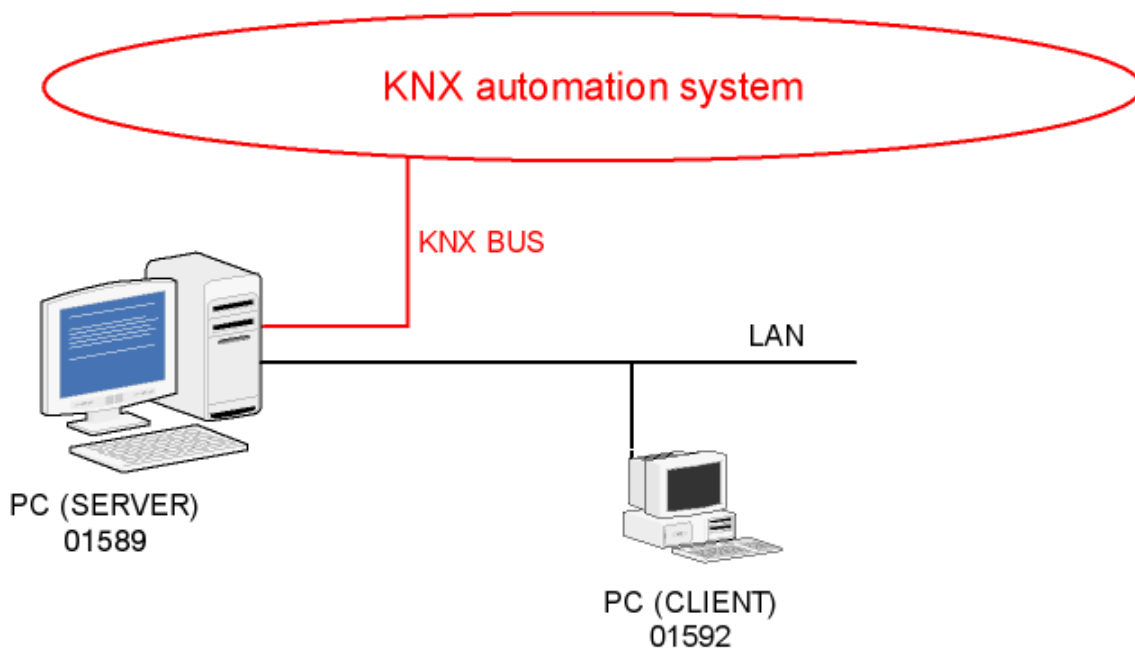 KNX automation system
KNX BUS
LAN
PC (SERVER)
01589
PC (CLIENT)
01592